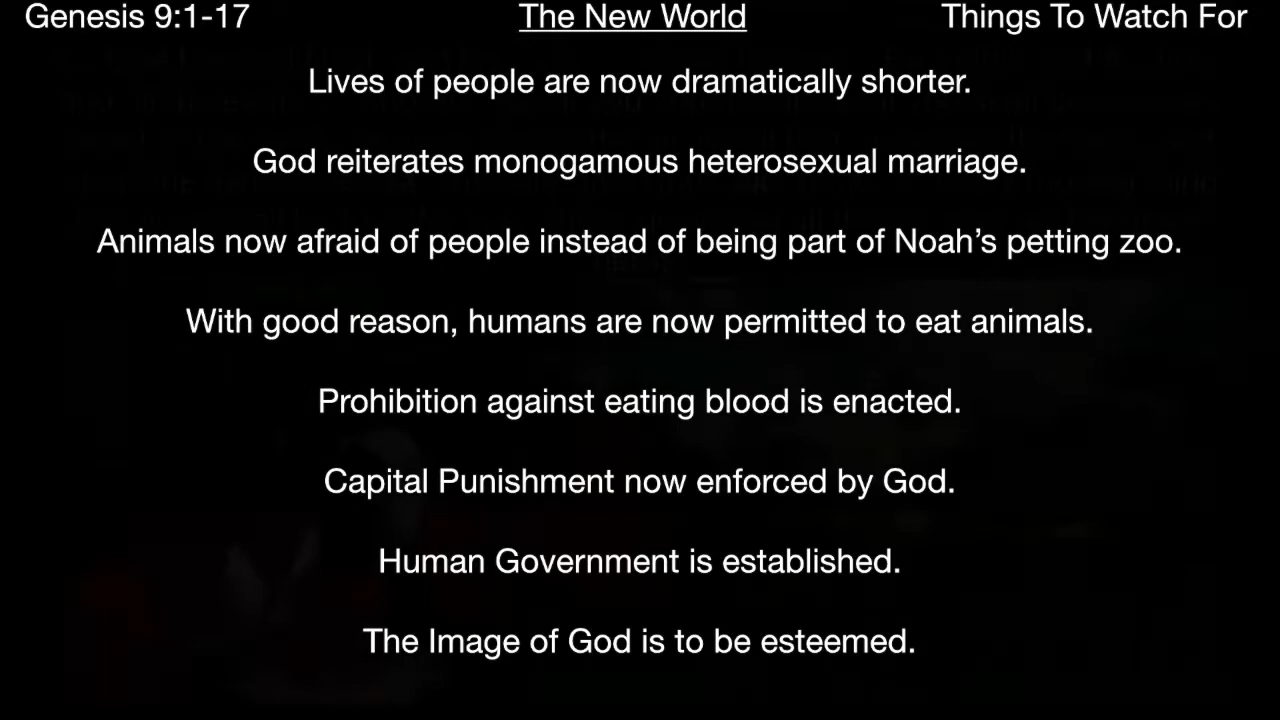 Genesis 9:1-17 The New World Things To Watch For
Lives of people are now dramatically shorter.
God reiterates monogamous heterosexual marriage.
Animals now afraid of people instead of being part of Noah’s petting zoo.
With good reason, humans are now permitted to eat animals.
Prohibition against eating blood is enacted.
Capital Punishment now enforced by God.
Human Government is established.
The Image of God is to be esteemed.